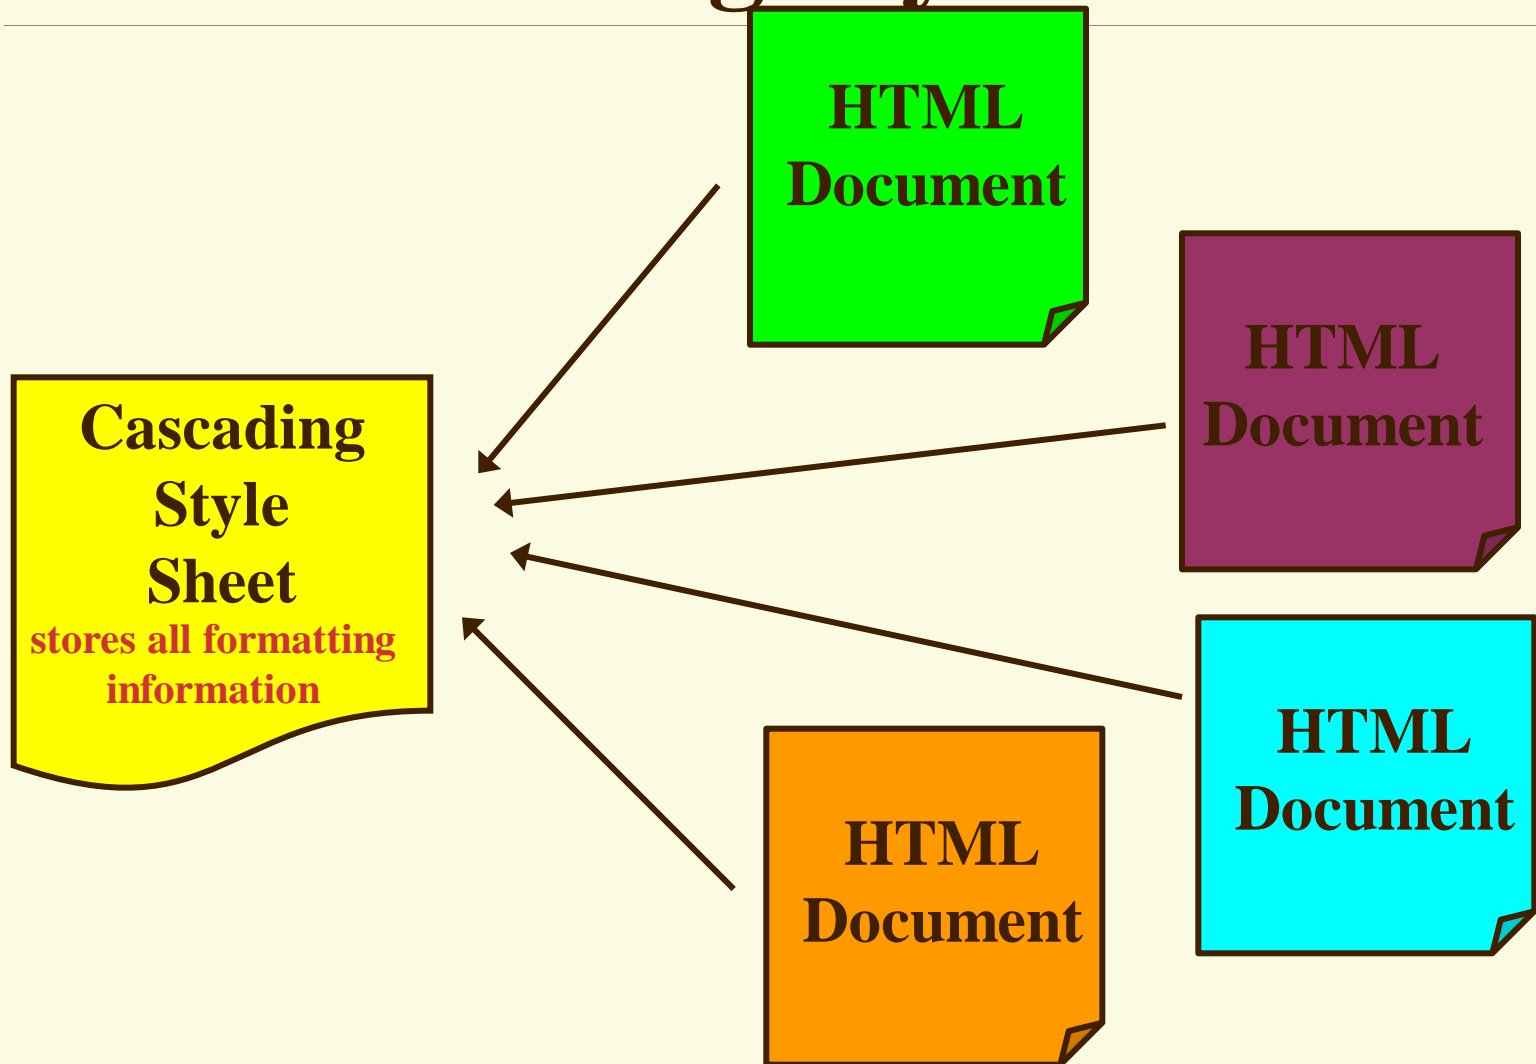 HTML
Document
HTML
Document
Cascading
Style
Sheet
stores all formatting
information
HTML
Document
HTML
Document